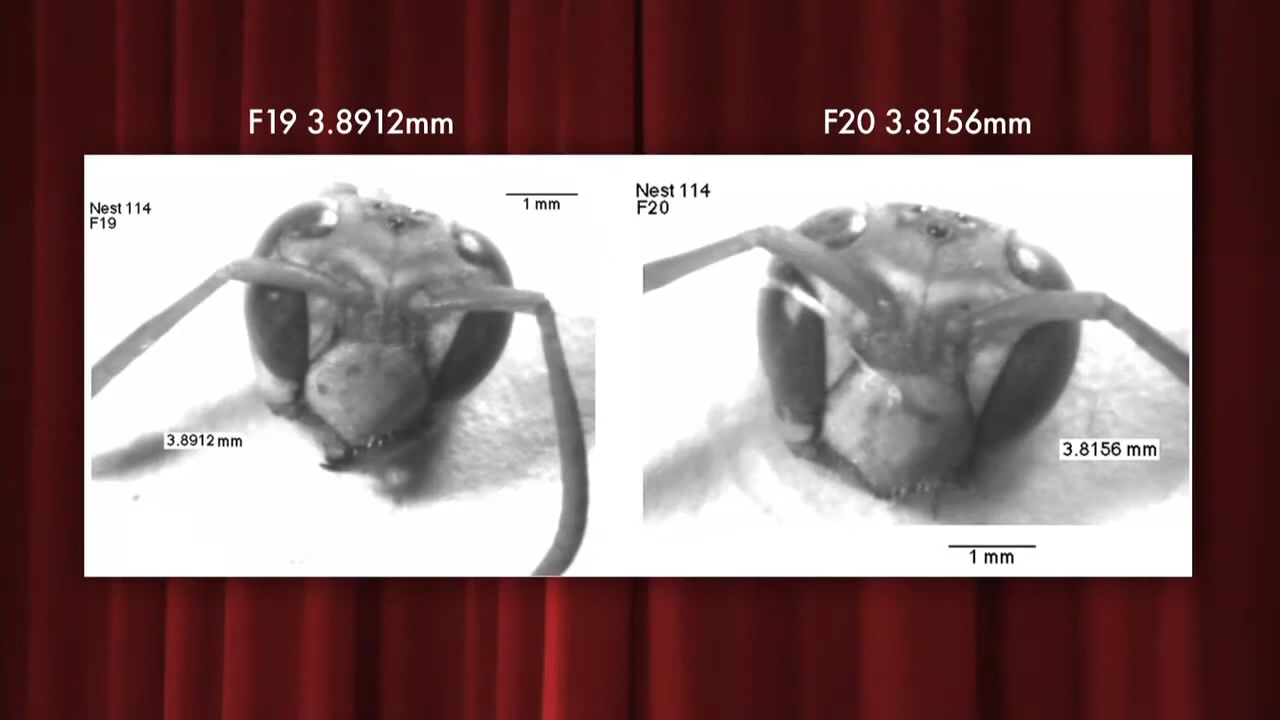 F19 3.8912mm
F20 3.8156mm
Nest 114
F19
1 mm
3.8912 mm
Nest 114
F20
3.8156 mm
1 mm